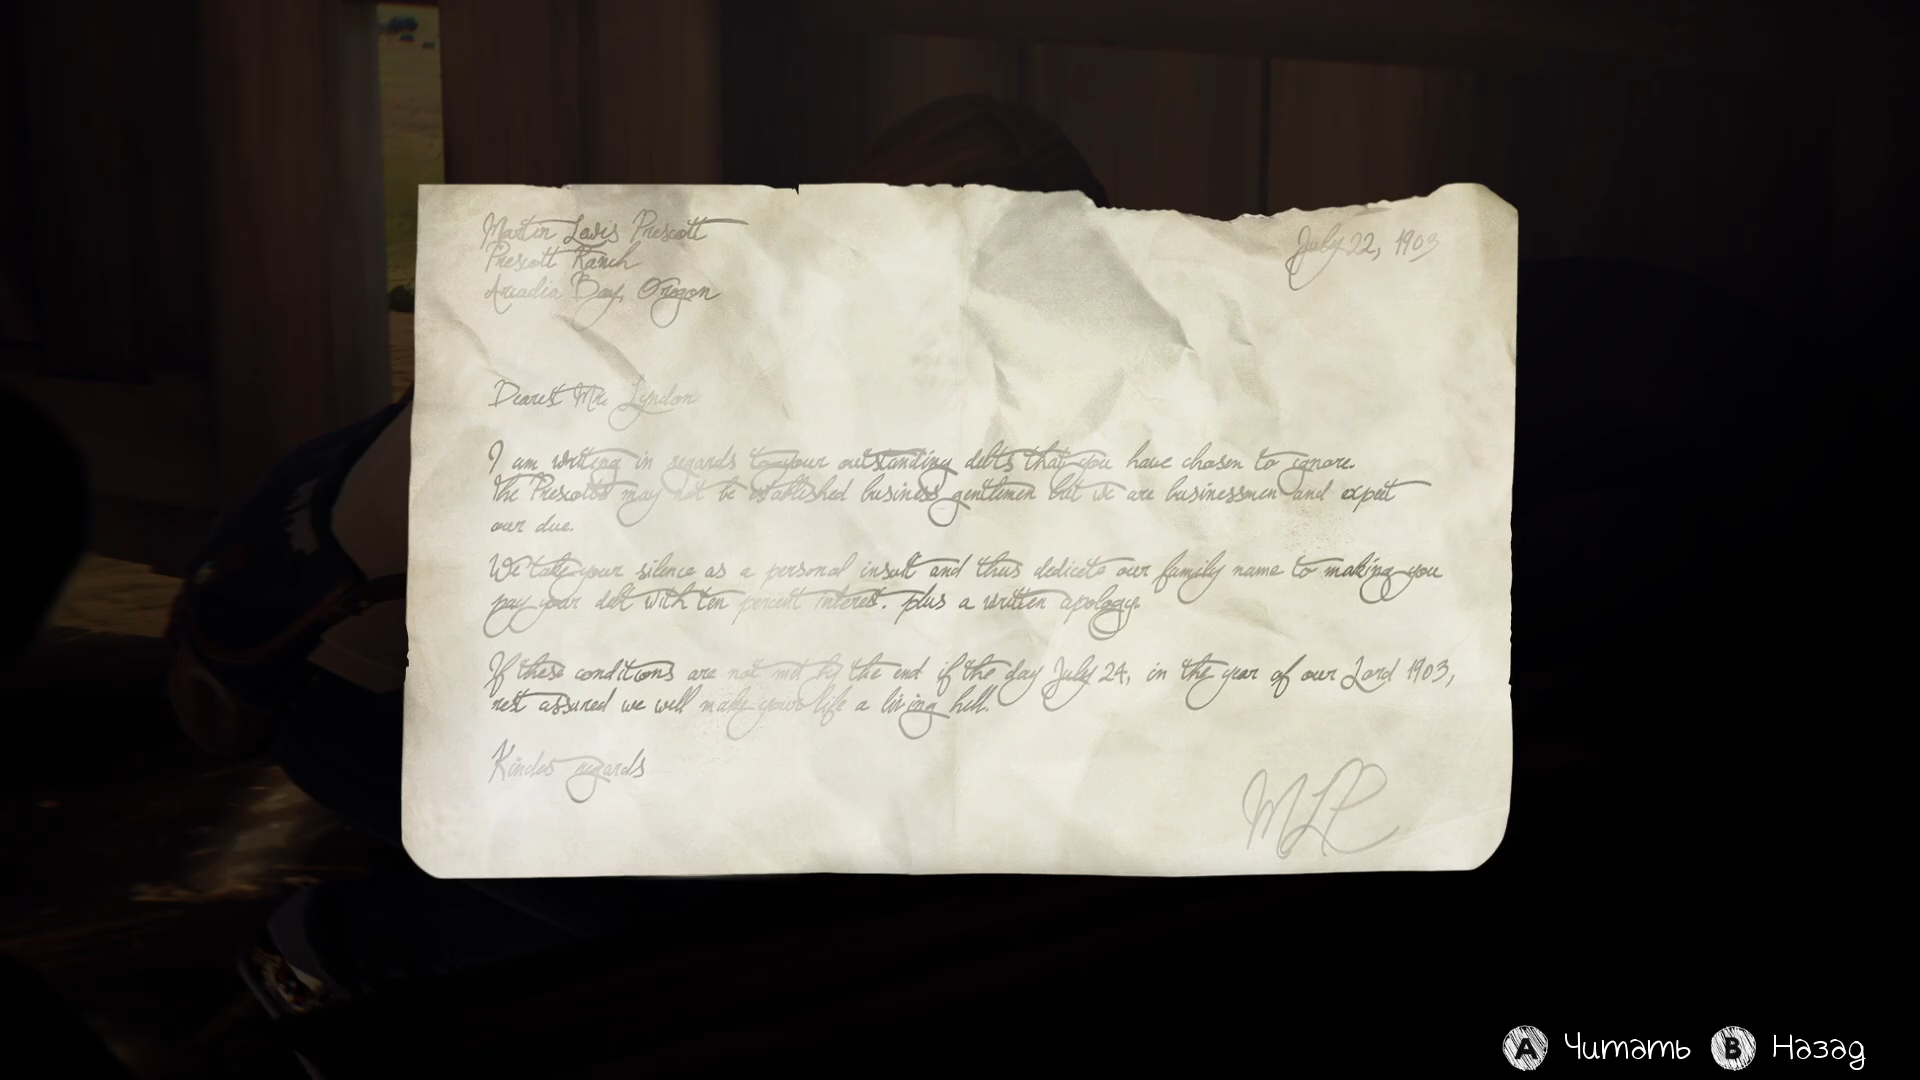 Martin Lewis Prescott
July 22, 1903
Prescott Ranch
Arcadia Bay, Oregon
Dearest Mr. Lyndon
I am writing in regards to your outstanding debts that you have chosen to ignore.
The Prescotts may not be established business gentlemen but we are businessmen and expect
our due.
We take your silence as a personal insult and thus dedicate our family name to making you
pay your debt with ten percent interest. plus a written apology.
If these conditions are not met by the end if the day July 24, in the year of our Lord 1903,
rest assured we will make your life a living hell.
Kindes regards
MLP
A Читать B Назад